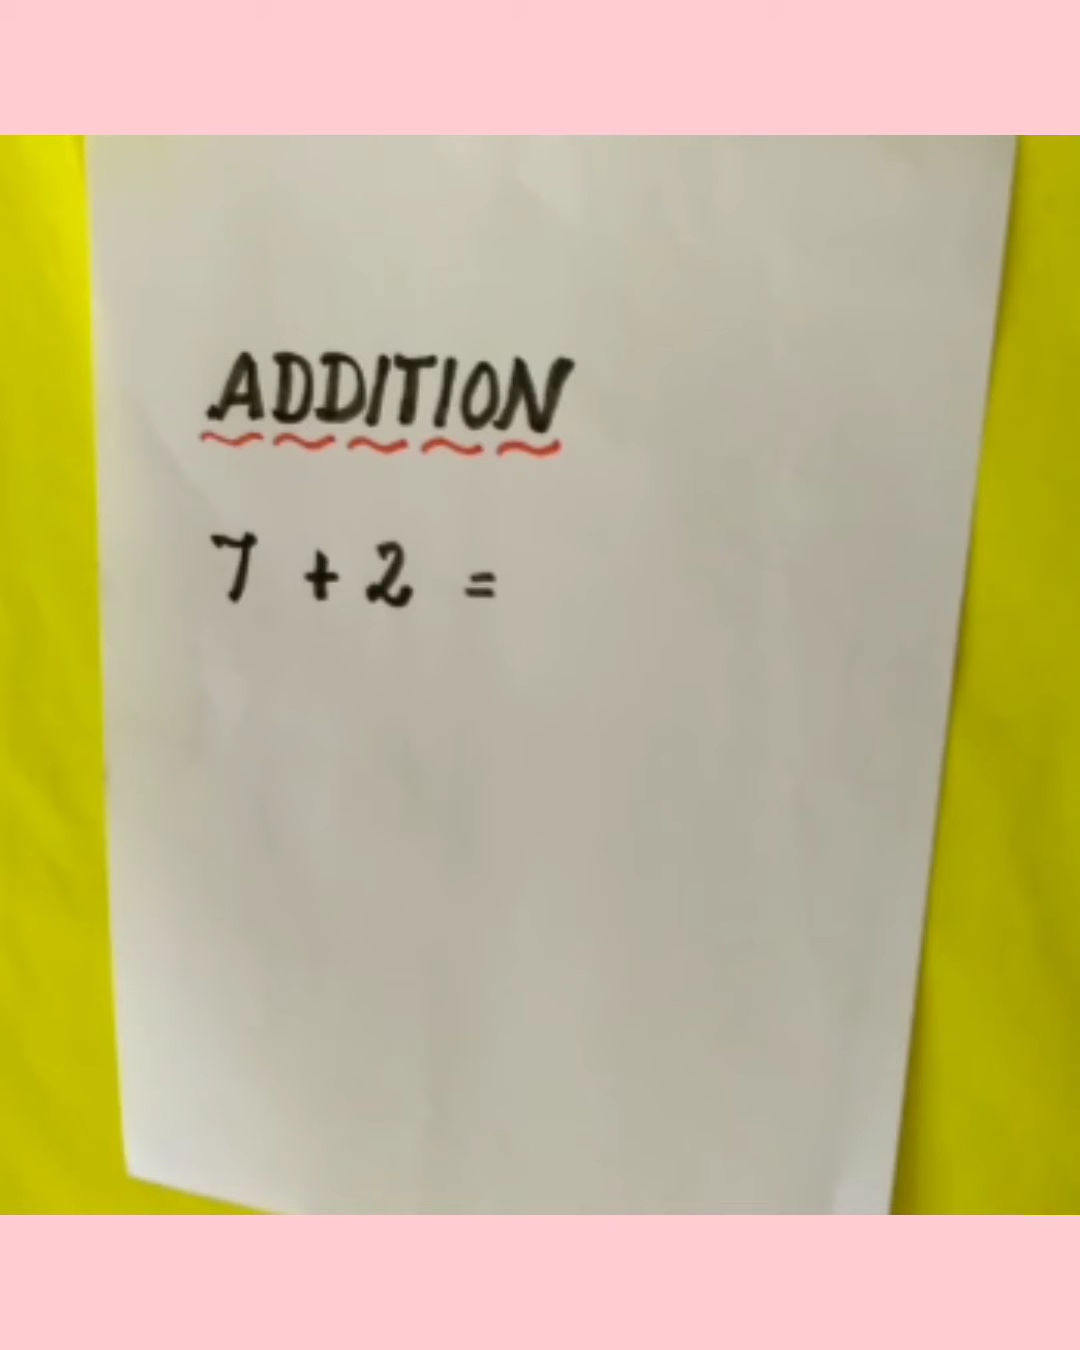 ADDITION
7 + 2 =